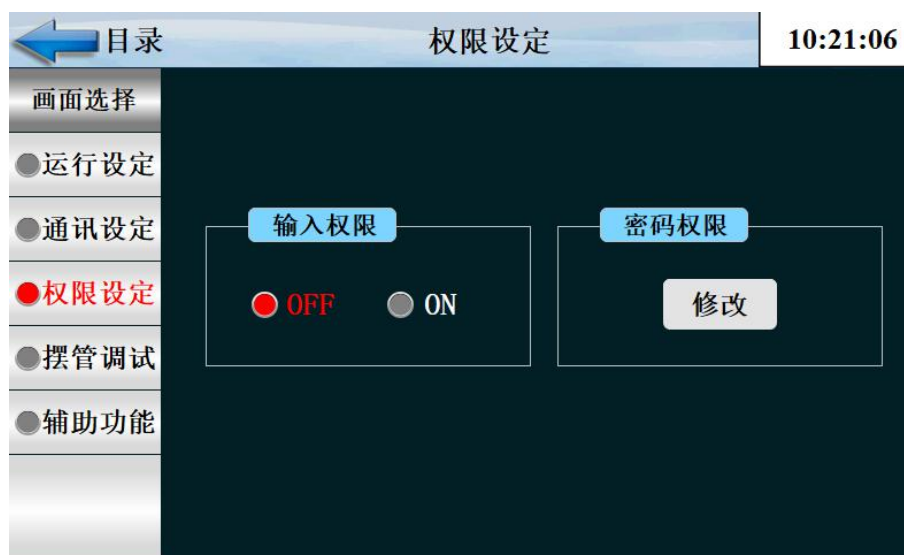 目录
权限设定
10:21:06
画面选择
运行设定
通讯设定
权限设定
摆管调试
辅助功能
输入权限
OFF
ON
密码权限
修改